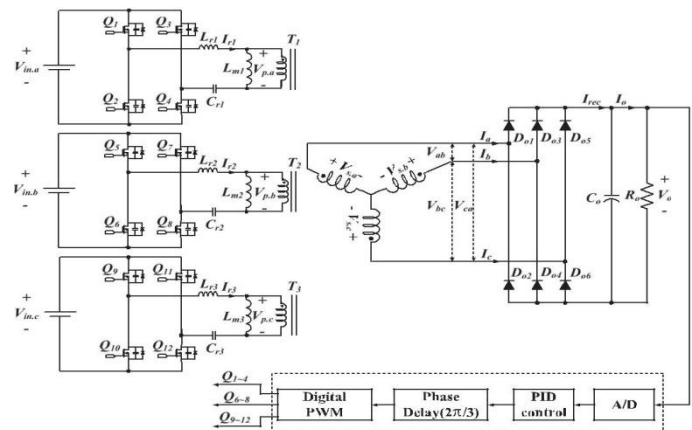 Q1
Q3
Lr1
Ir1
T1
+
Vin.a
-
Lm1
+
Vp.a
-
Q2
Q4
Cr1
Q5
Q7
Lr2
Ir2
T2
+
Vin.b
-
Lm2
+
Vp.b
-
Q6
Q8
Cr2
Q9
Q11
Lr3
Ir3
T3
+
Vin.c
-
Lm3
+
Vp.c
-
Q10
Q12
Cr3
+
Vs.a
-
- Vs.b +
-
Vs.c
+
Ia
Vab
Ib
Vbc
Vca
Ic
Irec
Io
Do1
Do3
Do5
Do2
Do4
Do6
Co
Ro
+
Vo
-
Q1~4
Q6~8
Q9~12
Digital
PWM
Phase
Delay(2π/3)
PID
control
A/D